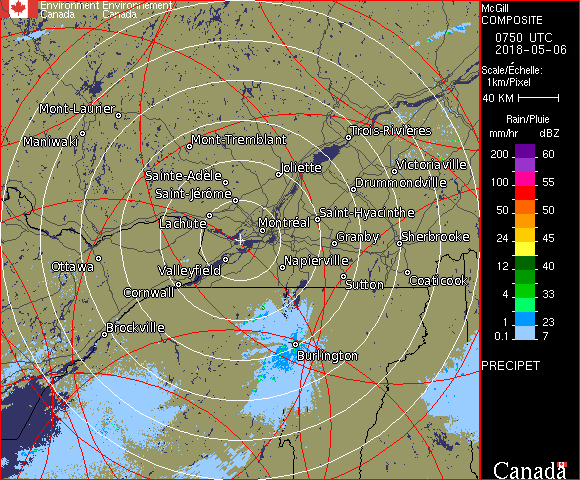 Environment Environnement
Canada Canada
Mont-Laurier
Maniwaki
Mont-Tremblant
Trois-Rivières
Joliette
Victoriaville
Sainte-Adèle
Drummondville
Saint-Jérôme
Lachute
Montréal
Saint-Hyacinthe
Granby
Sherbrooke
Ottawa
Valleyfield
Napierville
Cornwall
Sutton
Coaticook
Brockville
Burlington
McGill
COMPOSITE
0750 UTC
2018-05-06
Scale/Échelle:
1km/Pixel
40 KM
Rain/Pluie
mm/hr dBZ
200 60
100 55
50 50
24 45
12 40
4 33
1 23
0.1 7
PRECIPET
Canada